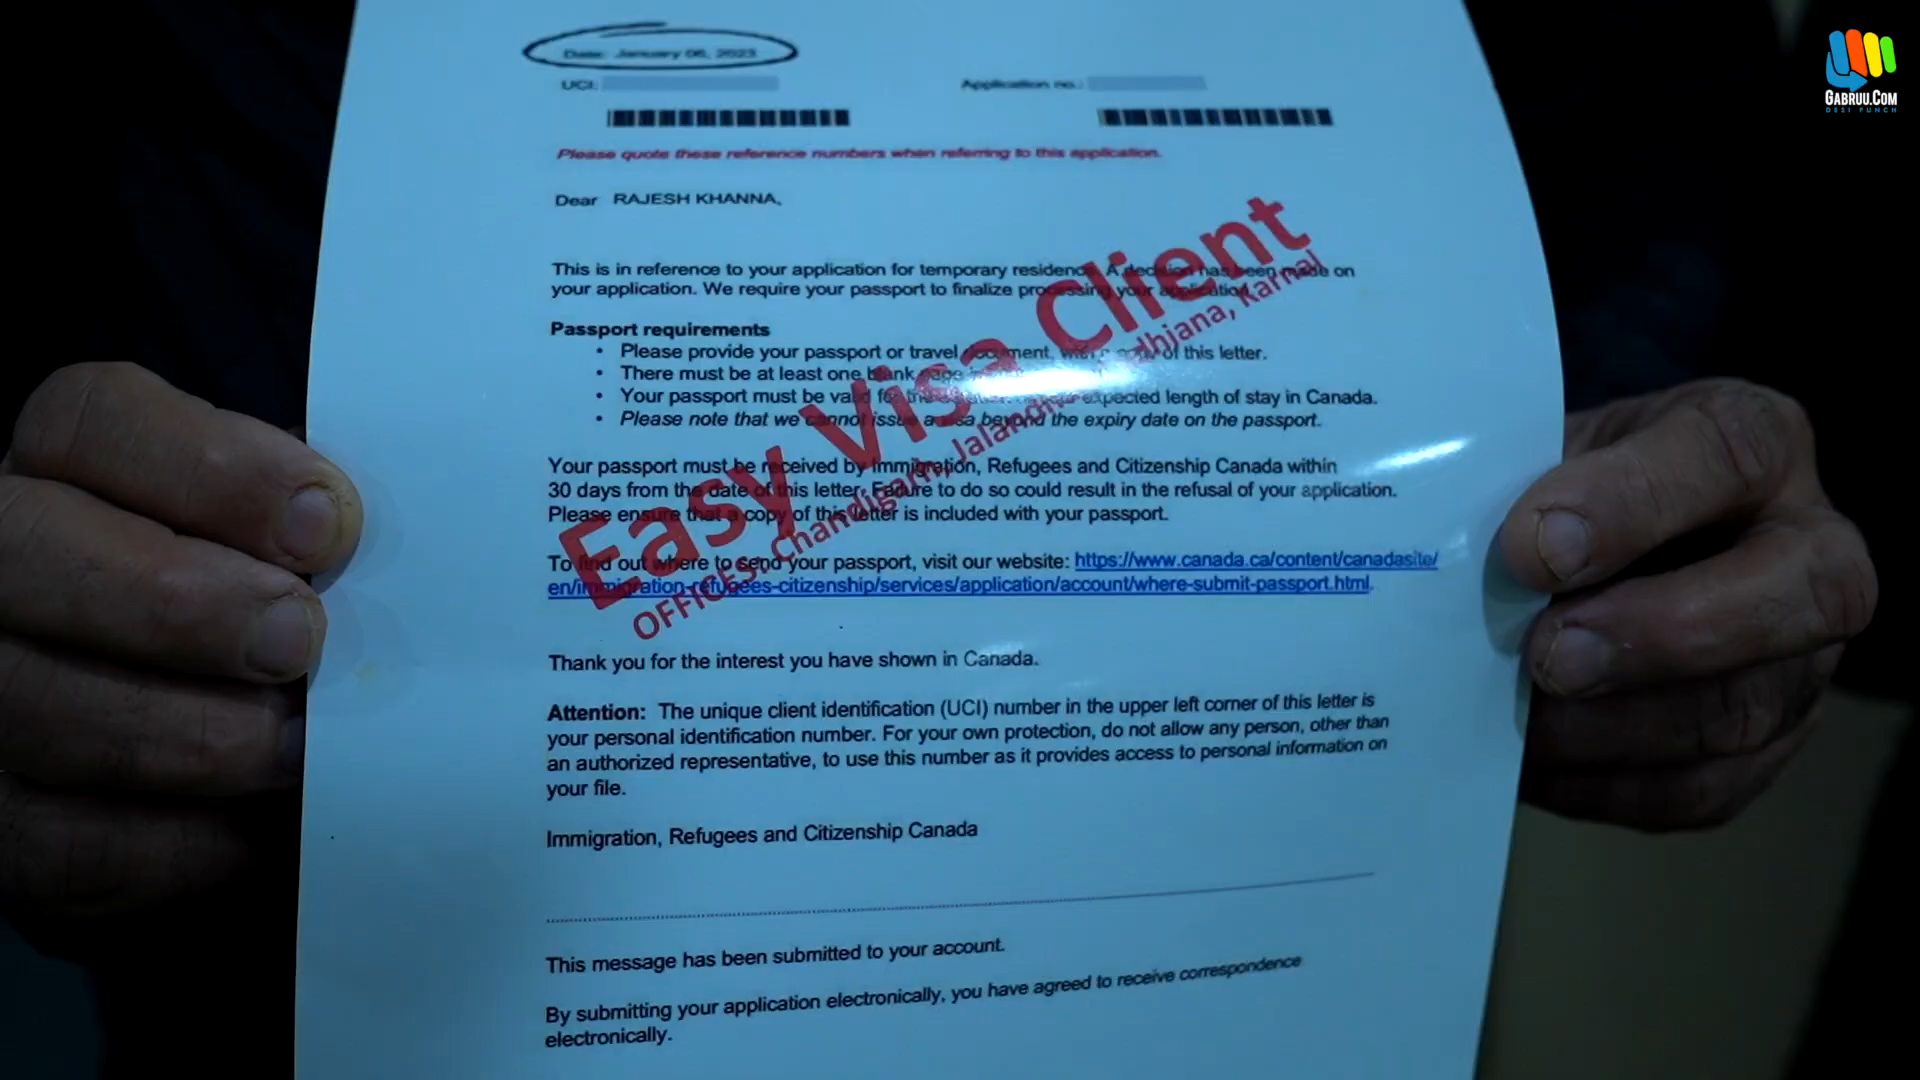 Date: January 06, 2023
UCI:
Application no.:
Please quote these reference numbers when referring to this application.
Dear RAJESH KHANNA,
This is in reference to your application for temporary residence. A decision has been made on
your application. We require your passport to finalize processing your application.
Passport requirements
• Please provide your passport or travel document, with a copy of this letter.
• There must be at least one blank page
• Your passport must be valid for the expected length of stay in Canada.
• Please note that we cannot issue a visa beyond the expiry date on the passport.
Your passport must be received by Immigration, Refugees and Citizenship Canada within
30 days from the date of this letter. Failure to do so could result in the refusal of your application.
Please ensure that a copy of this letter is included with your passport.
To find out where to send your passport, visit our website: https://www.canada.ca/content/canadasite/
en/immigration-refugees-citizenship/services/application/account/where-submit-passport.html.
Thank you for the interest you have shown in Canada.
Attention: The unique client identification (UCI) number in the upper left corner of this letter is
your personal identification number. For your own protection, do not allow any person, other than
an authorized representative, to use this number as it provides access to personal information on
your file.
Immigration, Refugees and Citizenship Canada
This message has been submitted to your account.
By submitting your application electronically, you have agreed to receive correspondence
electronically.
Easy Visa Client
OFFICES: Chandigarh, Jalandhar, Karnal
GABRUU.COM
DESI PUNCH